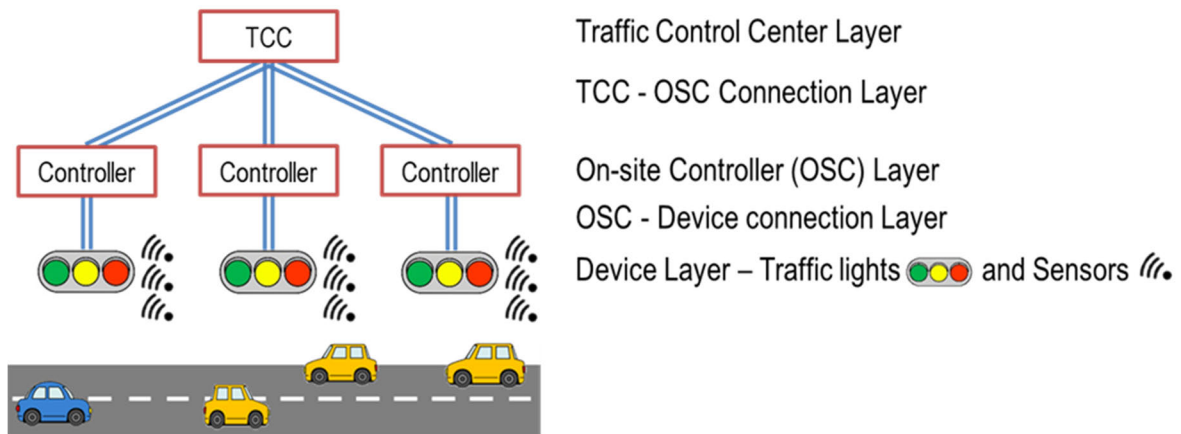 TCC
Traffic Control Center Layer
TCC - OSC Connection Layer
Controller
Controller
Controller
On-site Controller (OSC) Layer
OSC - Device connection Layer
Device Layer – Traffic lights and Sensors